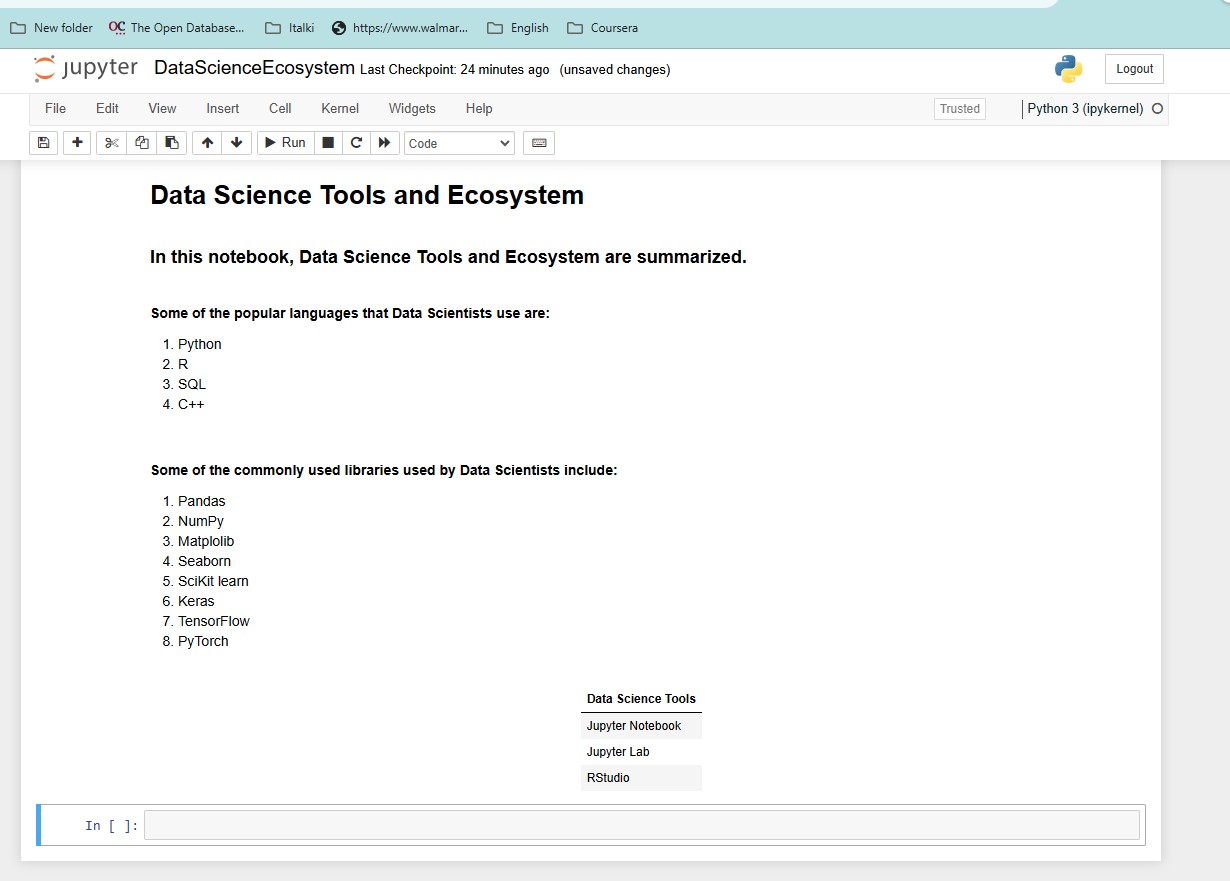 New folder OC The Open Database... Italki https://www.walmar... English Coursera
jupyter DataScienceEcosystem Last Checkpoint: 24 minutes ago (unsaved changes) Logout
File Edit View Insert Cell Kernel Widgets Help Trusted Python 3 (ipykernel)
Run Code
Data Science Tools and Ecosystem
In this notebook, Data Science Tools and Ecosystem are summarized.
Some of the popular languages that Data Scientists use are:
1. Python
2. R
3. SQL
4. C++
Some of the commonly used libraries used by Data Scientists include:
1. Pandas
2. NumPy
3. Matplolib
4. Seaborn
5. SciKit learn
6. Keras
7. TensorFlow
8. PyTorch
Data Science Tools
Jupyter Notebook
Jupyter Lab
RStudio
In [ ]: